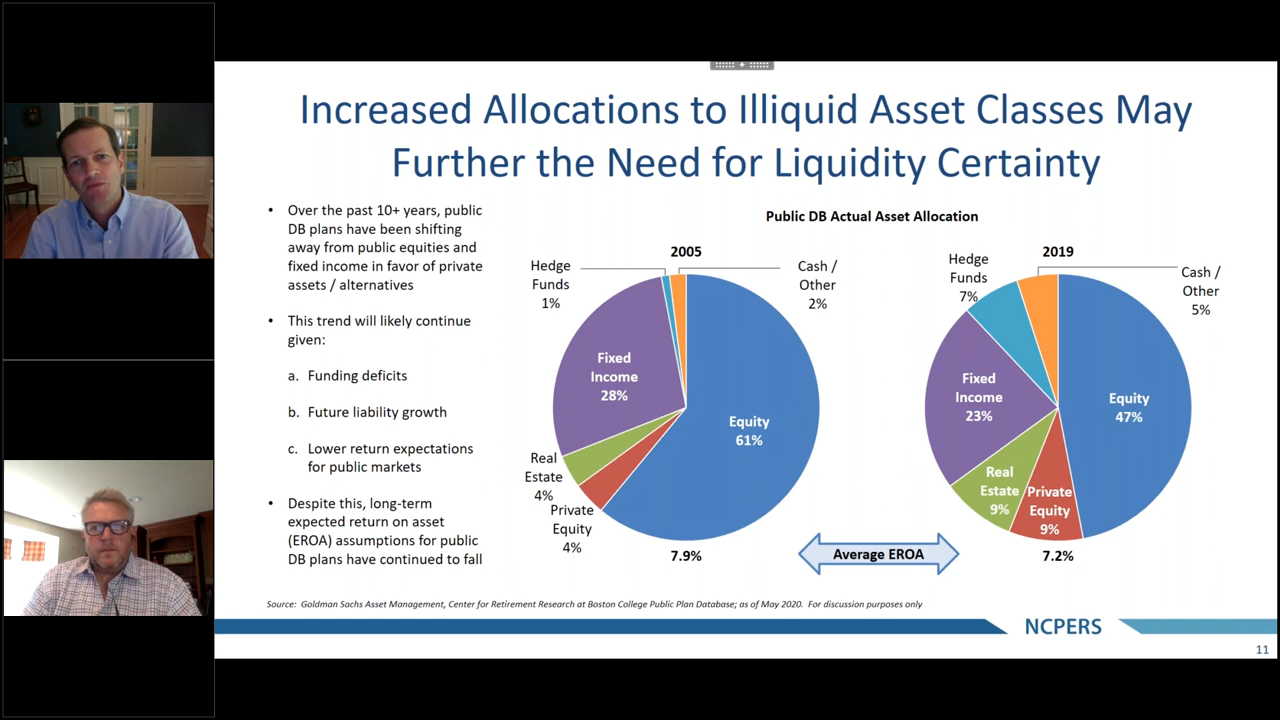 Increased Allocations to Illiquid Asset Classes May
Further the Need for Liquidity Certainty
• Over the past 10+ years, public
DB plans have been shifting
away from public equities and
fixed income in favor of private
assets / alternatives
• This trend will likely continue
given:
a. Funding deficits
b. Future liability growth
c. Lower return expectations
for public markets
• Despite this, long-term
expected return on asset
(EROA) assumptions for public
DB plans have continued to fall
Public DB Actual Asset Allocation
2005
Hedge
Funds
1%
Cash /
Other
2%
Fixed
Income
28%
Equity
61%
Real
Estate
4%
Private
Equity
4%
7.9%
Average EROA
2019
Hedge
Funds
7%
Cash /
Other
5%
Fixed
Income
23%
Equity
47%
Real
Estate
9%
Private
Equity
9%
7.2%
Source: Goldman Sachs Asset Management, Center for Retirement Research at Boston College Public Plan Database; as of May 2020. For discussion purposes only
NCPERS
11